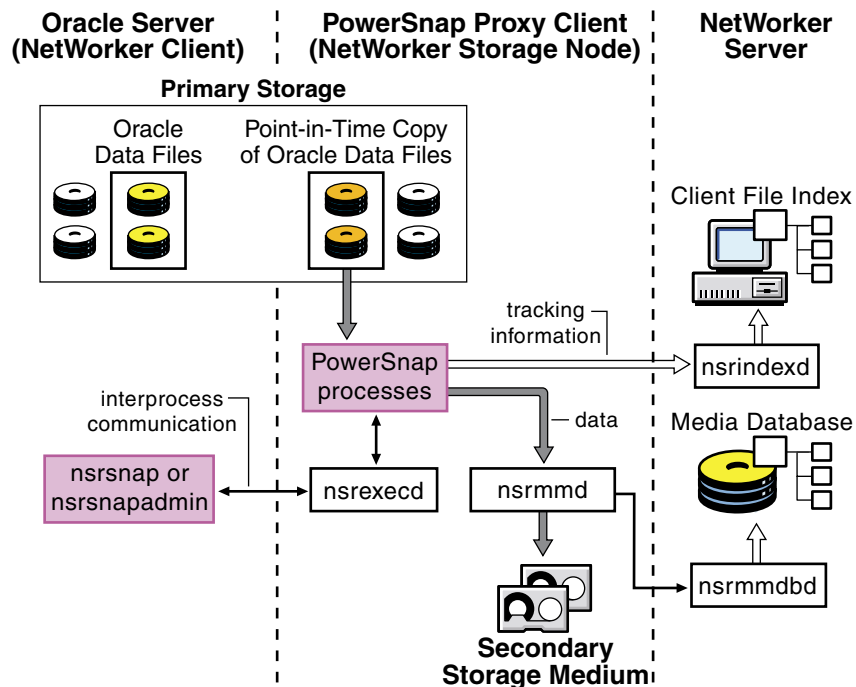 Oracle Server
(NetWorker Client)
PowerSnap Proxy Client
(NetWorker Storage Node)
NetWorker
Server
Primary Storage
Oracle
Data Files
Point-in-Time Copy
of Oracle Data Files
Client File Index
tracking
information
PowerSnap
processes
nsrindexd
interprocess
communication
data
Media Database
nsrsnap or
nsrsnapadmin
nsrexecd
nsrmmd
nsrmmdbd
Secondary
Storage Medium